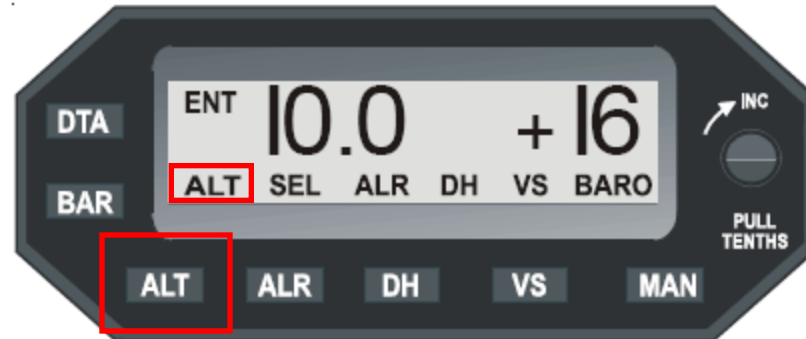 INC
DTA
ENT 10.0 + 16
ALT SEL ALR DH VS BARO
BAR
PULL
TENTHS
ALT ALR DH VS MAN